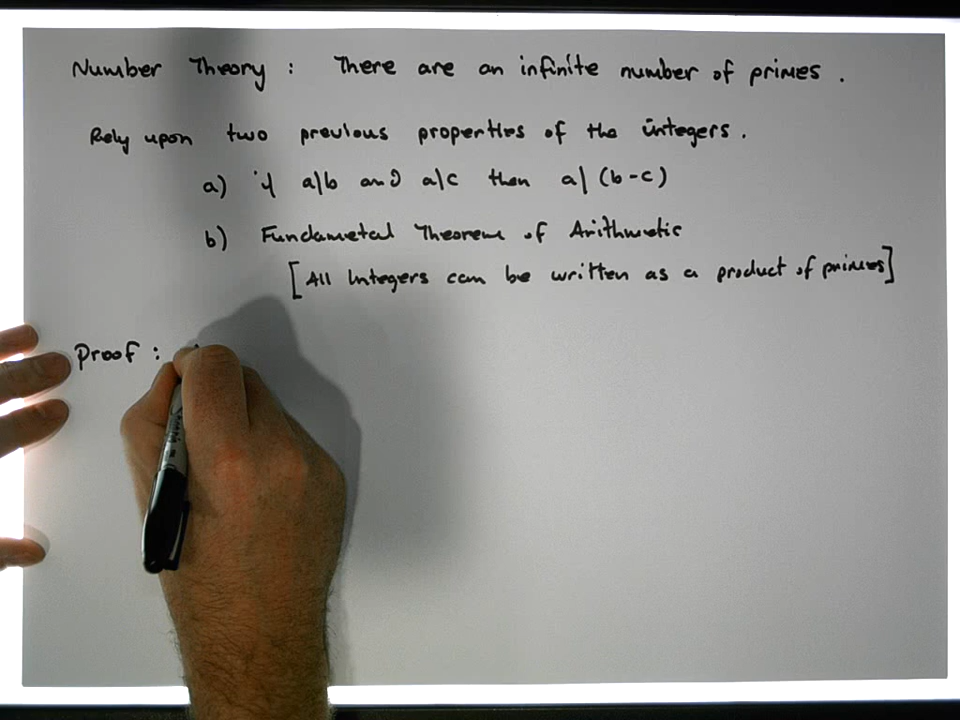 Number Theory : There are an infinite number of primes .
Rely upon two previous properties of the integers .
a) if a|b and a|c then a| (b-c)
b) Fundametal Theorem of Arithmetic
[All Integers can be written as a product of primes]
Proof :